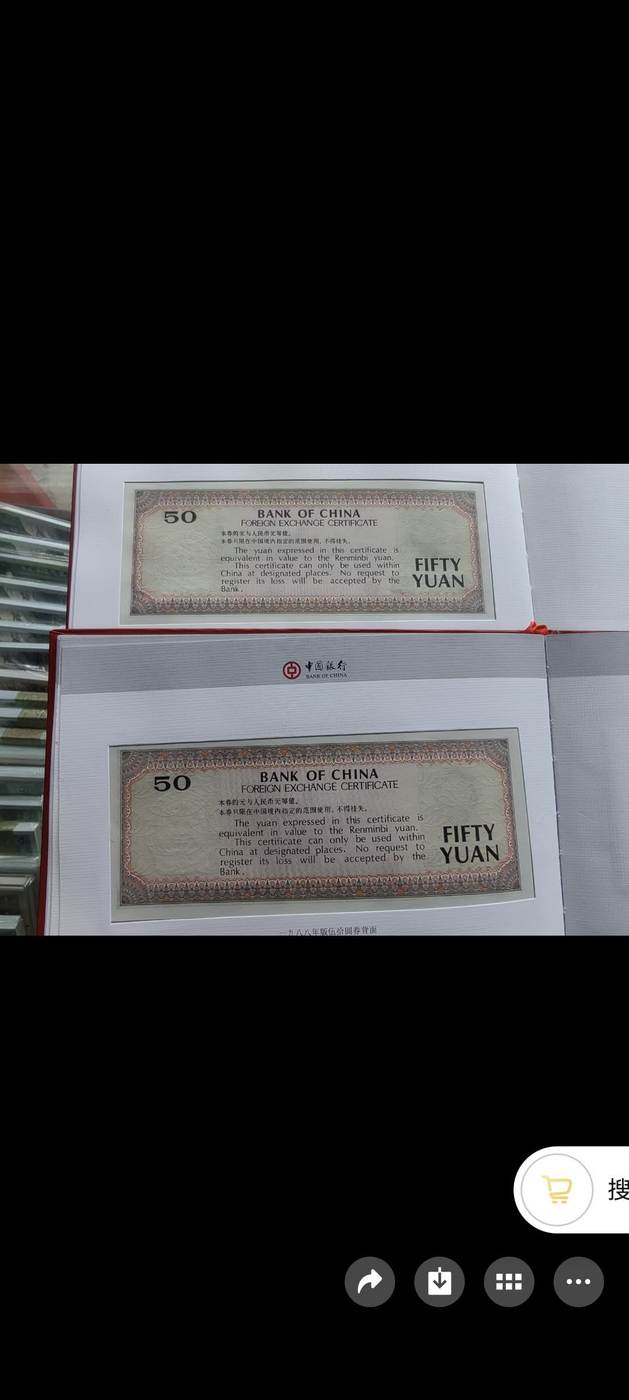 50
BANK OF CHINA
FOREIGN EXCHANGE CERTIFICATE
本券的元与人民币元等值。
本券只限在中国境内指定的范围使用,不得挂失。
The yuan expressed in this certificate is
equivalent in value to the Renminbi yuan.
This certificate can only be used within
China at designated places. No request to
register its loss will be accepted by the
Bank.
FIFTY
YUAN
中国银行
BANK OF CHINA
50
BANK OF CHINA
FOREIGN EXCHANGE CERTIFICATE
本券的元与人民币元等值。
本券只限在中国境内指定的范围使用,不得挂失。
The yuan expressed in this certificate is
equivalent in value to the Renminbi yuan.
This certificate can only be used within
China at designated places. No request to
register its loss will be accepted by the
Bank.
FIFTY
YUAN
一九八八年版伍拾圆券背面
搜